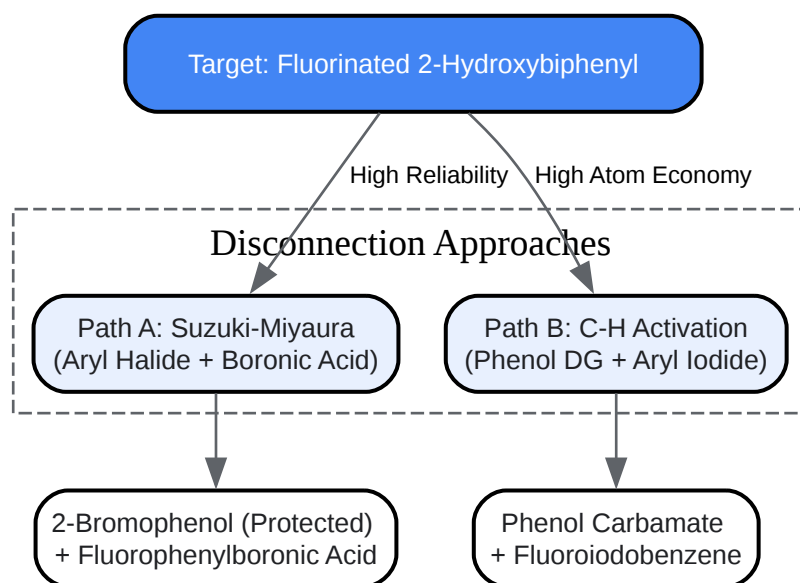 Target: Fluorinated 2-Hydroxybiphenyl
High Reliability
High Atom Economy
Disconnection Approaches
Path A: Suzuki-Miyaura
(Aryl Halide + Boronic Acid)
Path B: C-H Activation
(Phenol DG + Aryl Iodide)
2-Bromophenol (Protected)
+ Fluorophenylboronic Acid
Phenol Carbamate
+ Fluoroiodobenzene